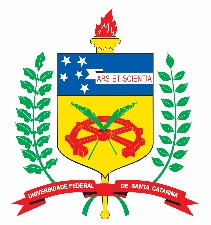 ARS ET SCIENTIA
UNIVERSIDADE FEDERAL DE SANTA CATARINA